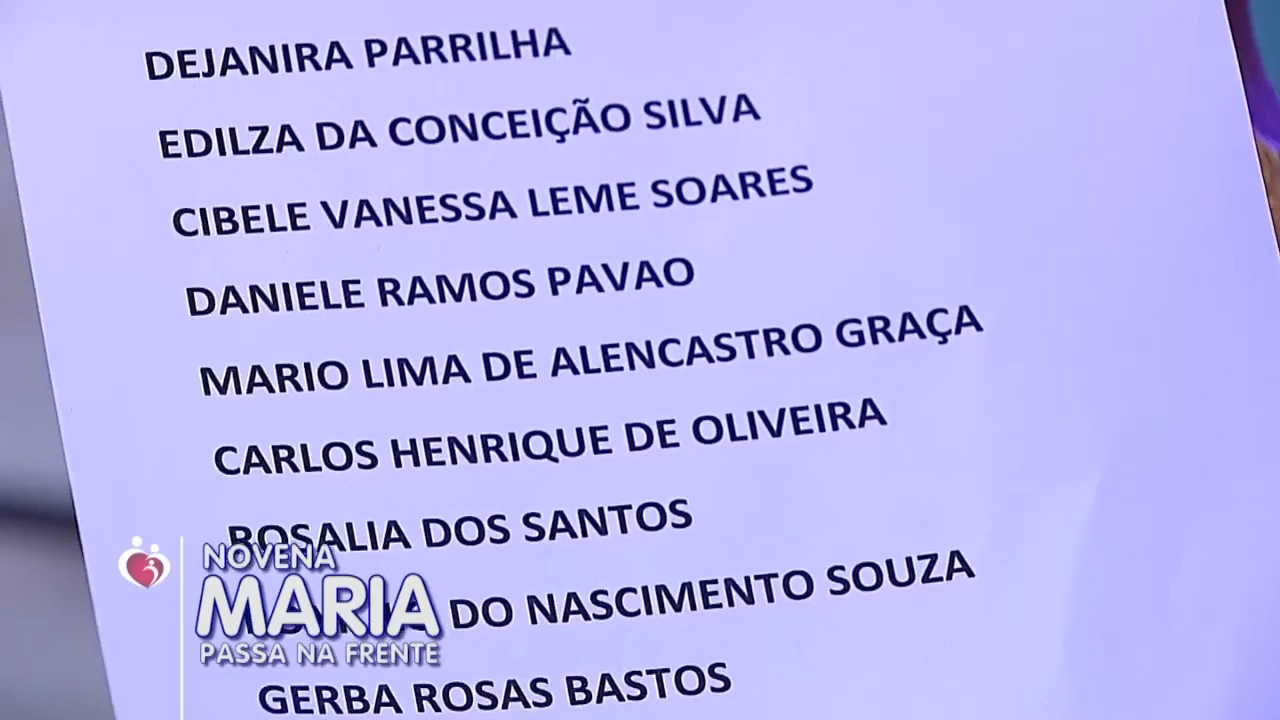 DEJANIRA PARRILHA
EDILZA DA CONCEIÇÃO SILVA
CIBELE VANESSA LEME SOARES
DANIELE RAMOS PAVAO
MARIO LIMA DE ALENCASTRO GRAÇA
CARLOS HENRIQUE DE OLIVEIRA
ROSALIA DOS SANTOS
DO NASCIMENTO SOUZA
GERBA ROSAS BASTOS
NOVENA
MARIA
PASSA NA FRENTE